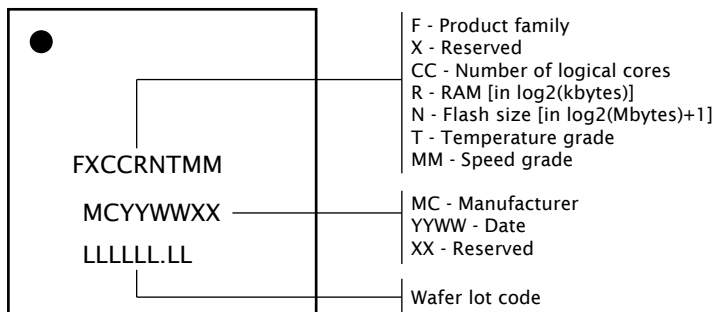 F - Product family
X - Reserved
CC - Number of logical cores
R - RAM [in log2(kbytes)]
N - Flash size [in log2(Mbytes)+1]
T - Temperature grade
MM - Speed grade
FXCCRNTMM
MCYYWWXX
MC - Manufacturer
YYWW - Date
XX - Reserved
LLLLLL.LL
Wafer lot code